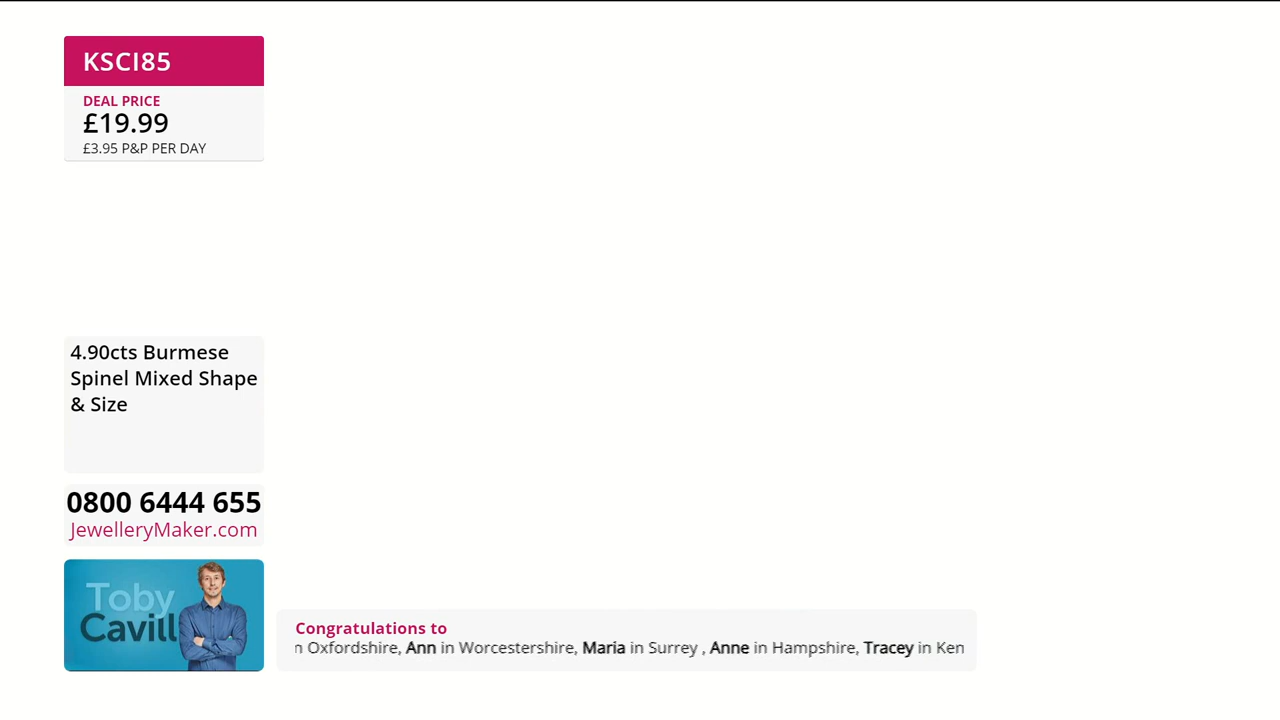 KSCI85
DEAL PRICE
£19.99
£3.95 P&P PER DAY
4.90cts Burmese
Spinel Mixed Shape
& Size
0800 6444 655
JewelleryMaker.com
Toby
Cavill
Congratulations to
n Oxfordshire, Ann in Worcestershire, Maria in Surrey , Anne in Hampshire, Tracey in Ken